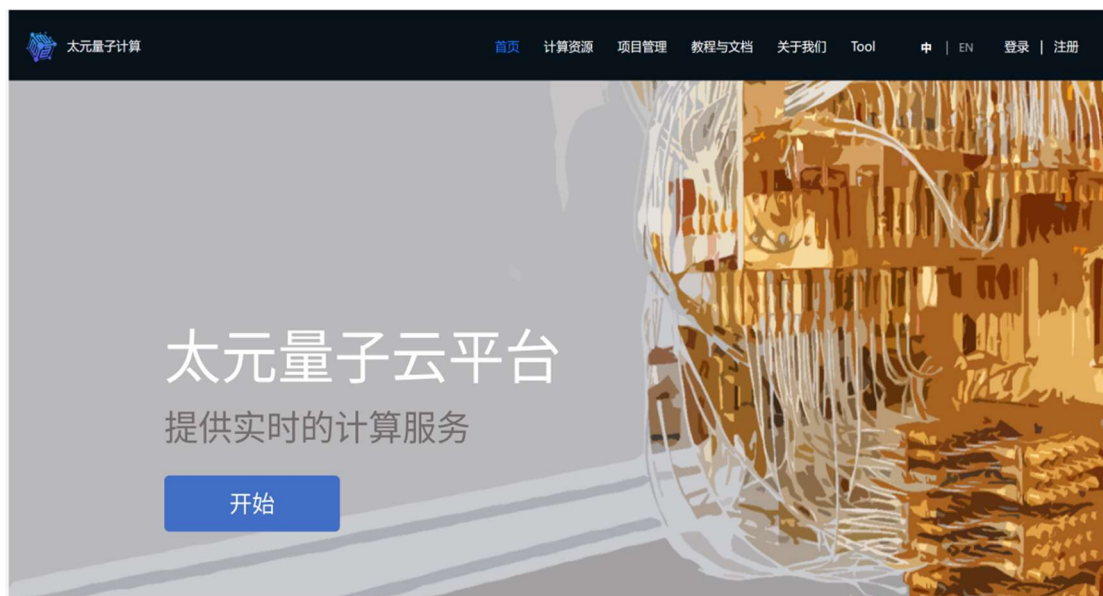 太元量子计算
首页 计算资源 项目管理 教程与文档 关于我们 Tool 中 | EN 登录 | 注册
太元量子云平台
提供实时的计算服务
开始